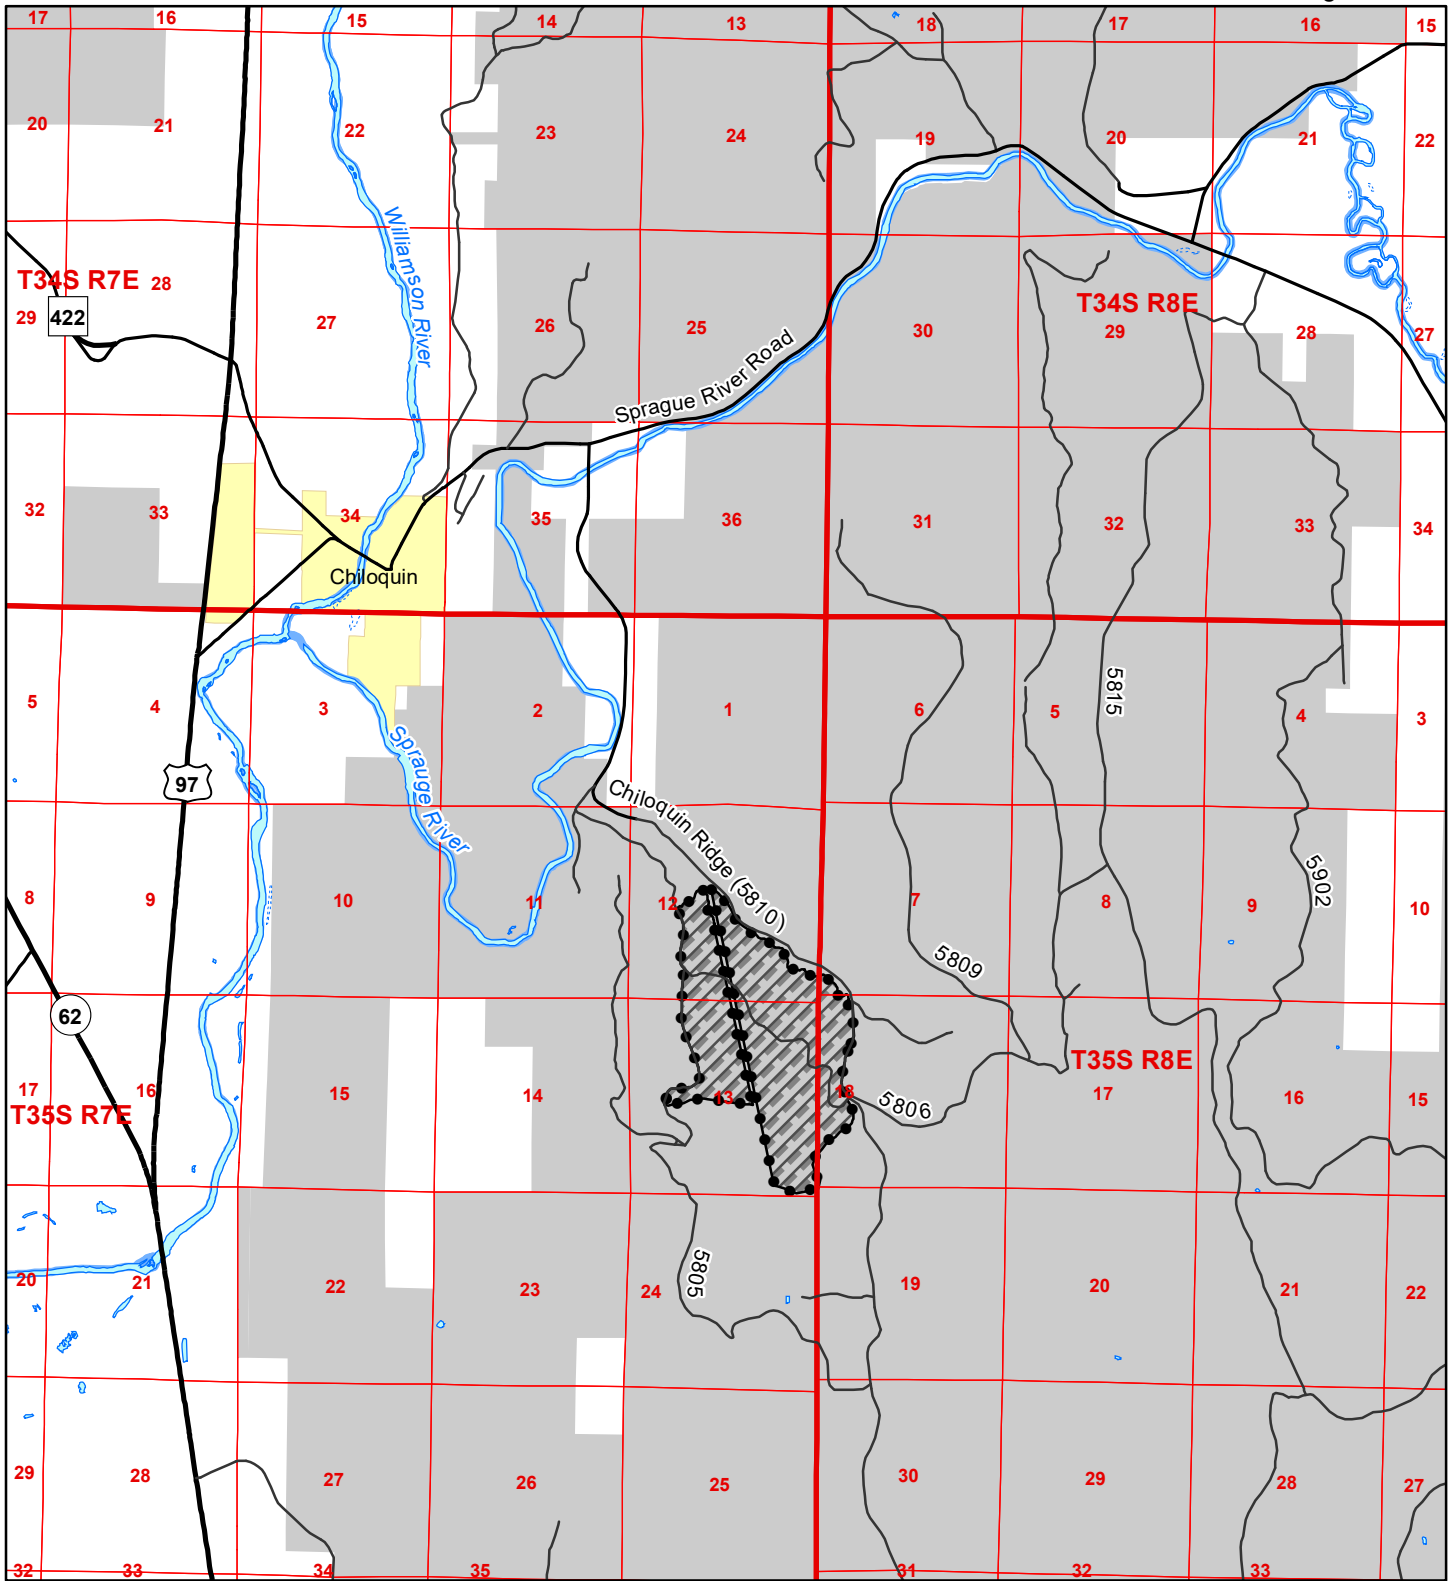 17 16 15 14 13 18 17 16 15
20 21 22 23 24 19 20 21 22
Williamson River
T34S R7E 28
29 422 27 26 25 30 29 28 27
T34S R8E
Sprague River Road
32 33 34 35 36 31 32 33 34
Chiloquin
5 4 3 2 1 6 5 4 3
5815
97
Sprauge River
Chiloquin Ridge (5810)
8 9 10 11 12 7 8 9 10
5902
5809
62
T35S R8E
17 16 15 14 13 18 17 16 15
T35S R7E
5806
5805
20 21 22 23 24 19 20 21 22
29 28 27 26 25 30 29 28 27
32 33 34 35 31 32 33